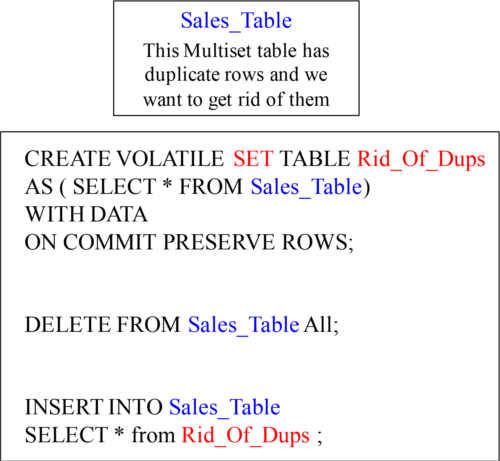 Sales_Table
This Multiset table has
duplicate rows and we
want to get rid of them
CREATE VOLATILE SET TABLE Rid_Of_Dups
AS ( SELECT * FROM Sales_Table)
WITH DATA
ON COMMIT PRESERVE ROWS;
DELETE FROM Sales_Table All;
INSERT INTO Sales_Table
SELECT * from Rid_Of_Dups ;